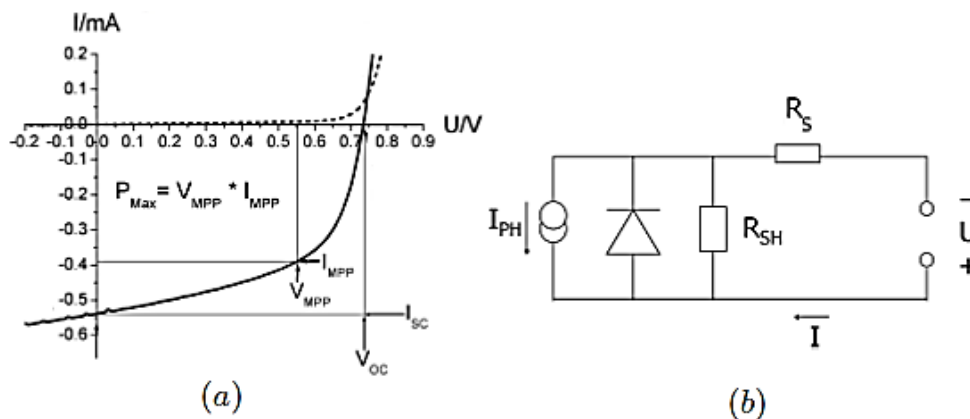 I/mA
0.2
0.1
0.0
-0.1
-0.2
-0.3
-0.4
-0.5
-0.6
-0.2 -0.1 0.0 0.1 0.2 0.3 0.4 0.5 0.6 0.7 0.8 0.9
U/V
P_Max = V_MPP * I_MPP
I_MPP
V_MPP
I_SC
V_OC
(a)
R_S
I_PH
R_SH
−
U
+
I
(b)